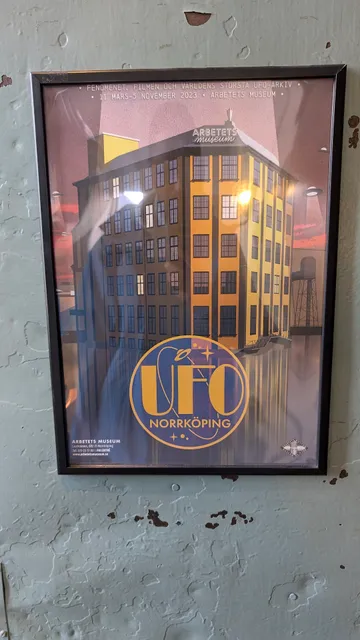 • FENOMENET, FILMEN OCH VÄRLDENS STÖRSTA UFO-ARKIV •
• 11 MARS-5 NOVEMBER 2023 • ARBETETS MUSEUM •
ARBETETS
museum
UFO
NORRKÖPING
ARBETETS MUSEUM